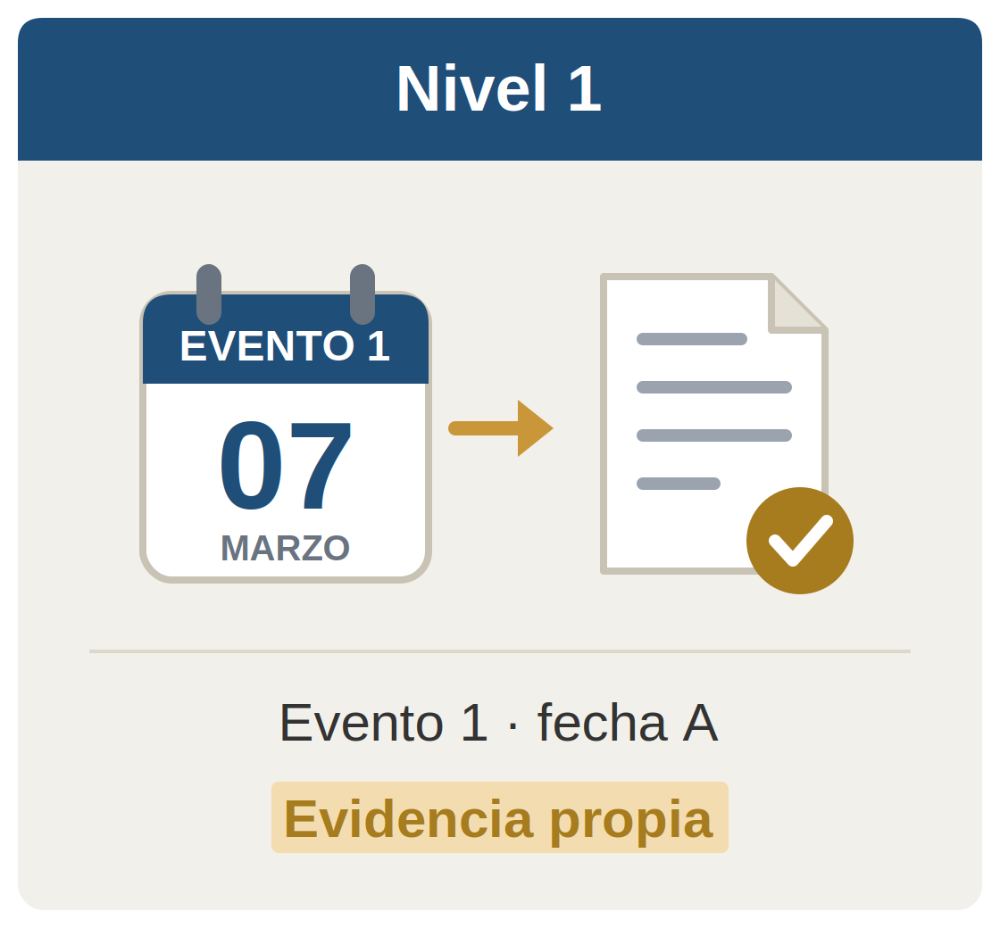 Nivel 1
EVENTO 1
07
MARZO
Evento 1 · fecha A
Evidencia propia